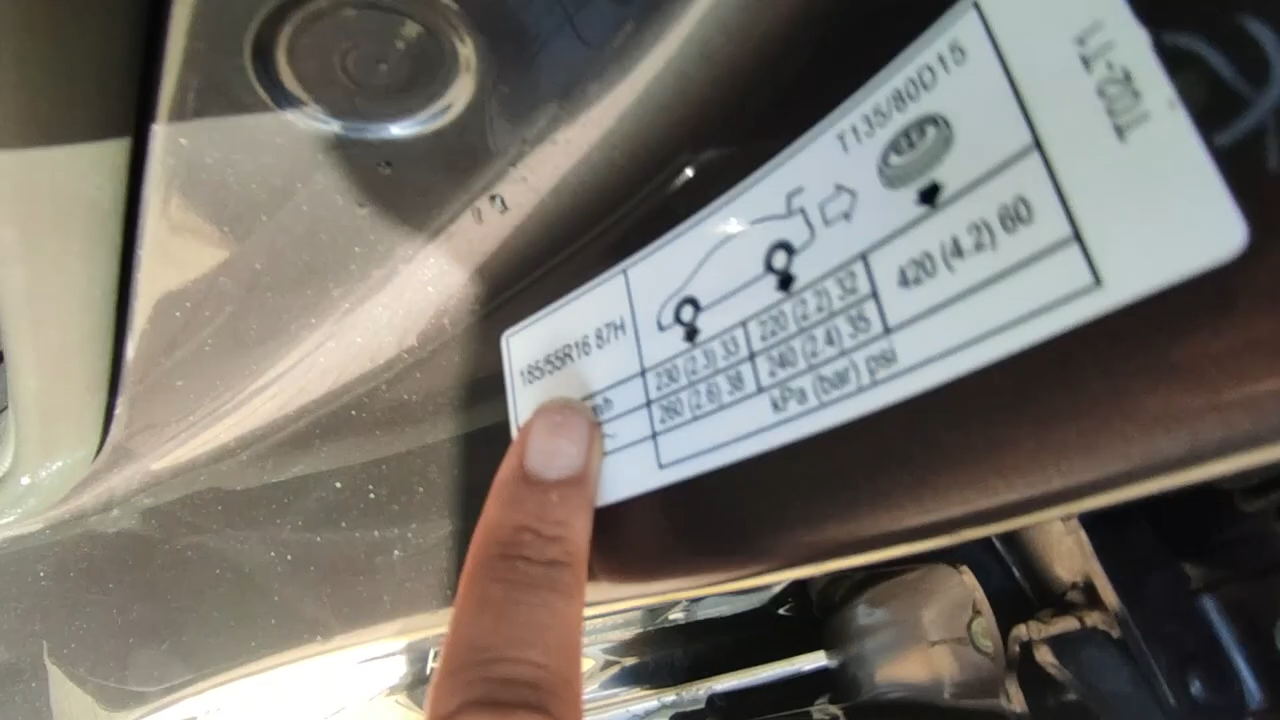 185/55R16 87H
T135/80D15
230 (2.3) 33
220 (2.2) 32
420 (4.2) 60
260 (2.6) 38
240 (2.4) 35
kPa (bar) psi
T02-T1